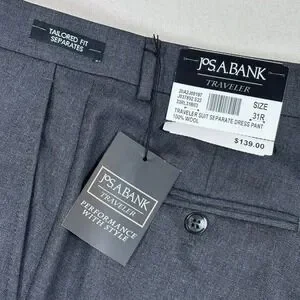 TAILORED FIT
SEPARATES
JOS.A.BANK
TRAVELER
SIZE
31R
TRAVELER SUIT SEPARATE DRESS PANT
100% WOOL
$139.00
JOS.A.BANK
TRAVELER
PERFORMANCE
WITH STYLE